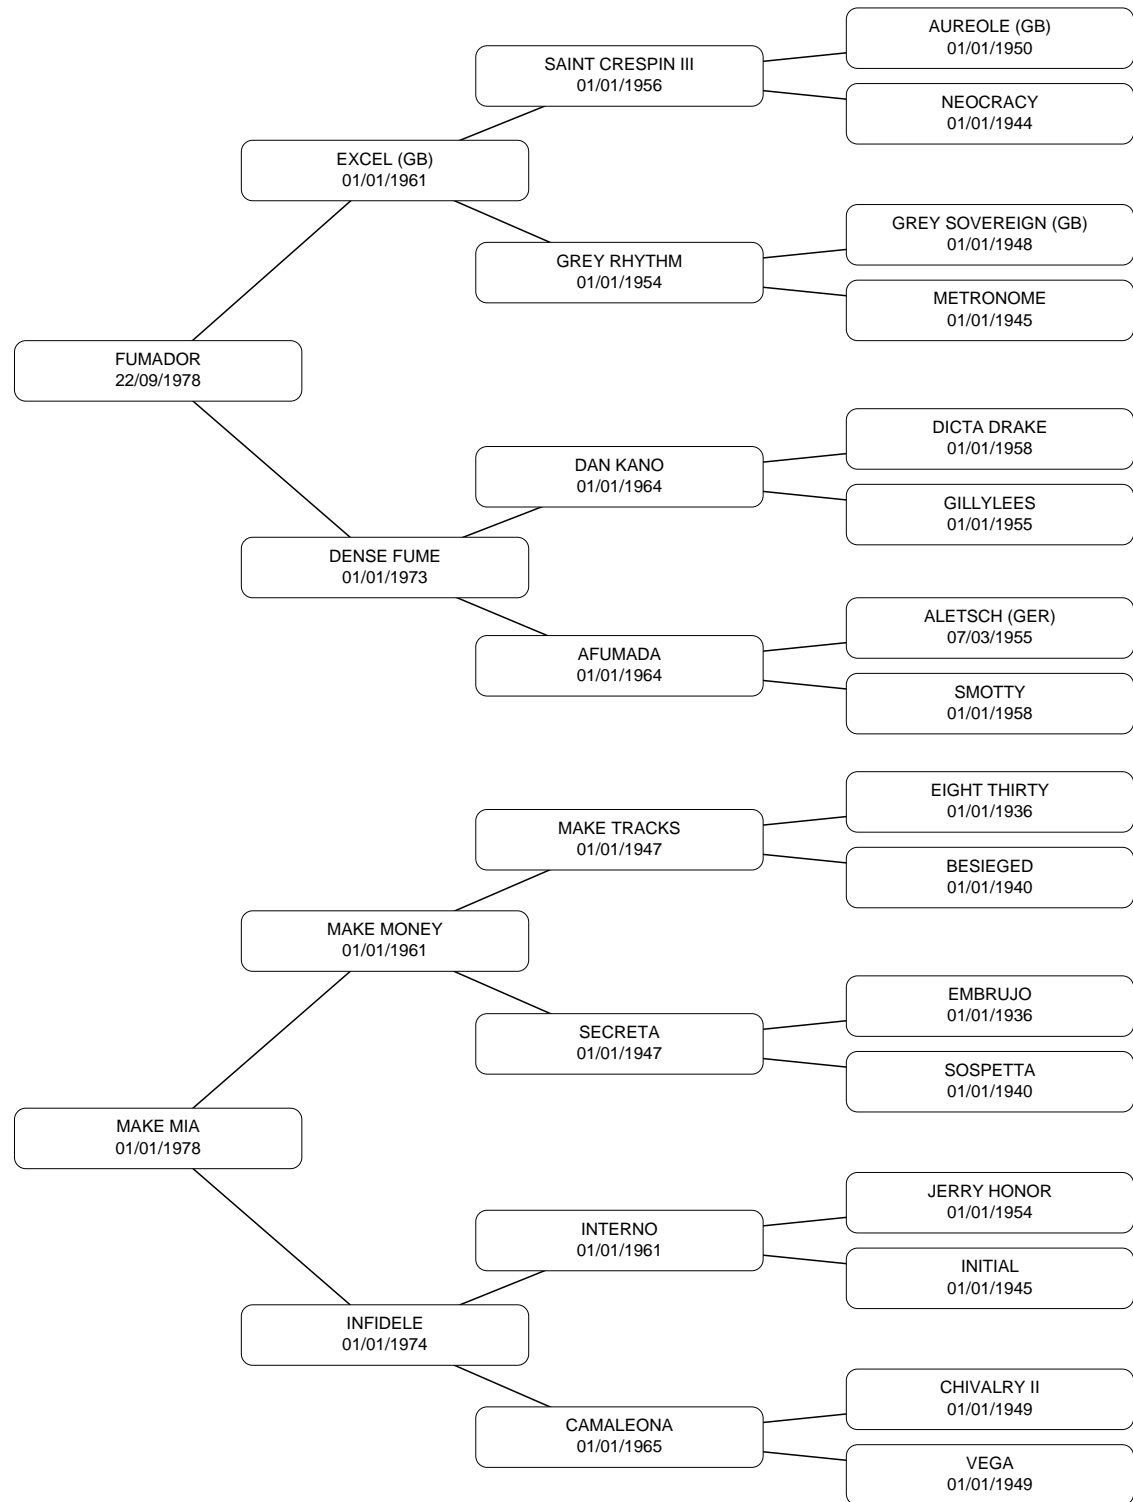 AUREOLE (GB)
01/01/1950
SAINT CRESPIN III
01/01/1956
NEOCRACY
01/01/1944
EXCEL (GB)
01/01/1961
GREY SOVEREIGN (GB)
01/01/1948
GREY RHYTHM
01/01/1954
METRONOME
01/01/1945
FUMADOR
22/09/1978
DICTA DRAKE
01/01/1958
DAN KANO
01/01/1964
GILLYLEES
01/01/1955
DENSE FUME
01/01/1973
ALETSCH (GER)
07/03/1955
AFUMADA
01/01/1964
SMOTTY
01/01/1958
EIGHT THIRTY
01/01/1936
MAKE TRACKS
01/01/1947
BESIEGED
01/01/1940
MAKE MONEY
01/01/1961
EMBRUJO
01/01/1936
SECRETA
01/01/1947
SOSPETTA
01/01/1940
MAKE MIA
01/01/1978
JERRY HONOR
01/01/1954
INTERNO
01/01/1961
INITIAL
01/01/1945
INFIDELE
01/01/1974
CHIVALRY II
01/01/1949
CAMALEONA
01/01/1965
VEGA
01/01/1949